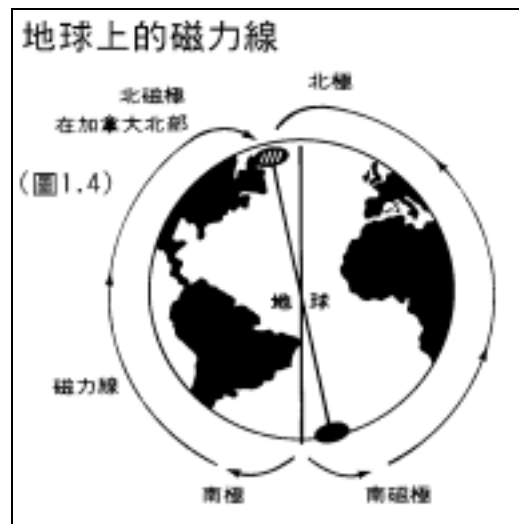 地球上的磁力線
北磁極
在加拿大北部
北極
(圖1.4)
地球
磁力線
南極
南磁極